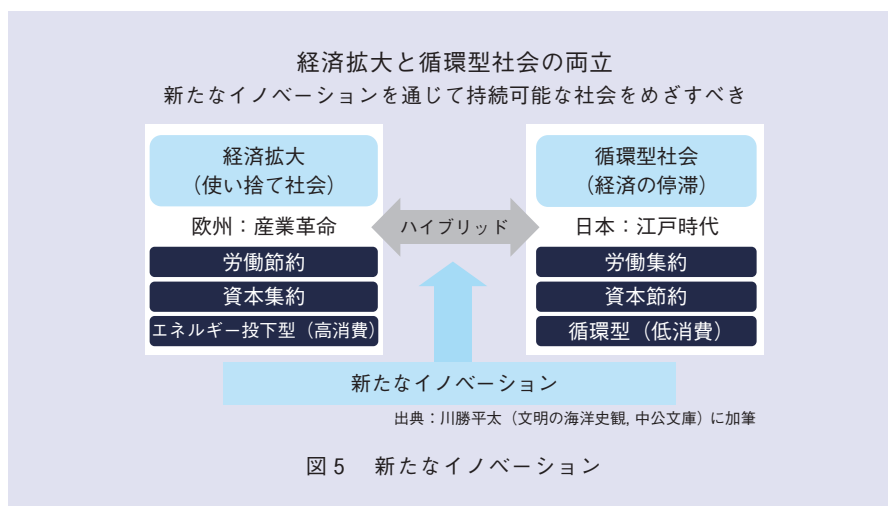 経済拡大と循環型社会の両立
新たなイノベーションを通じて持続可能な社会をめざすべき
経済拡大
（使い捨て社会）
欧州：産業革命
労働節約
資本集約
エネルギー投下型（高消費）
ハイブリッド
循環型社会
（経済の停滞）
日本：江戸時代
労働集約
資本節約
循環型（低消費）
新たなイノベーション
出典：川勝平太（文明の海洋史観, 中公文庫）に加筆
図5　新たなイノベーション